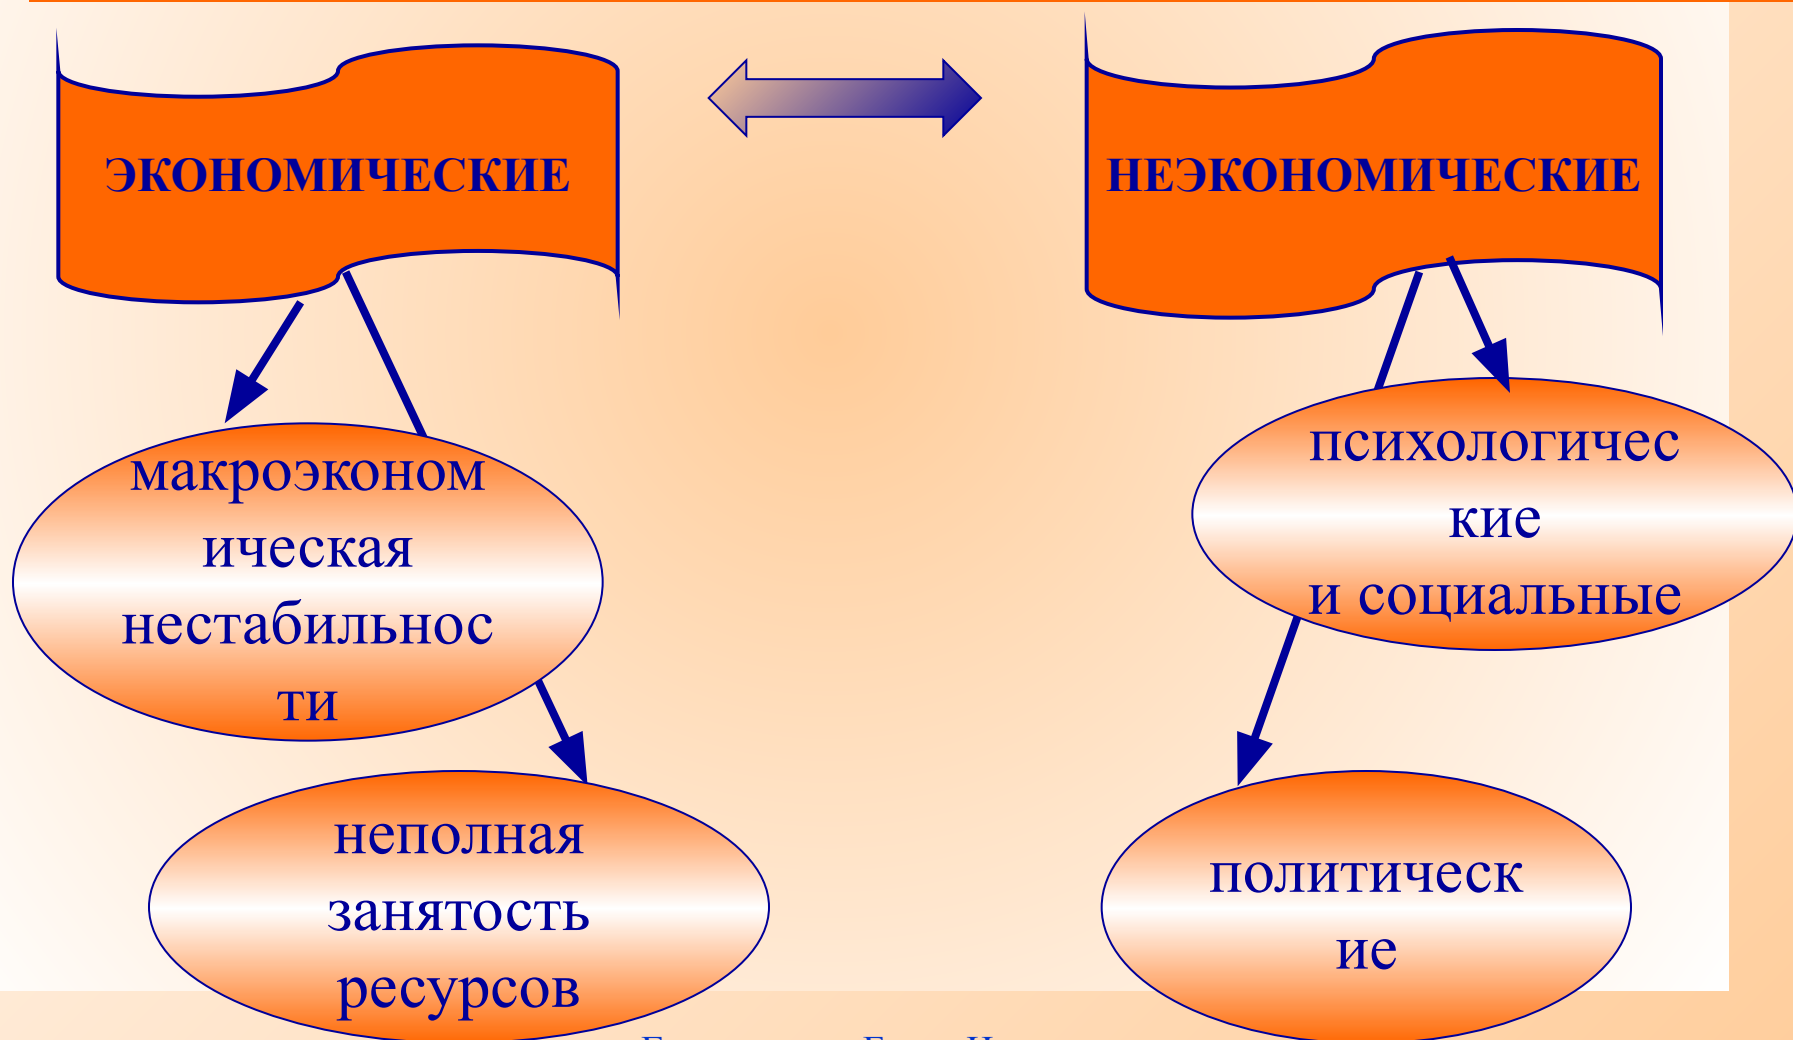 ЭКОНОМИЧЕСКИЕ
НЕЭКОНОМИЧЕСКИЕ
макроэконом
ическая
нестабильнос
ти
психологичес
кие
и социальные
неполная
занятость
ресурсов
политическ
ие